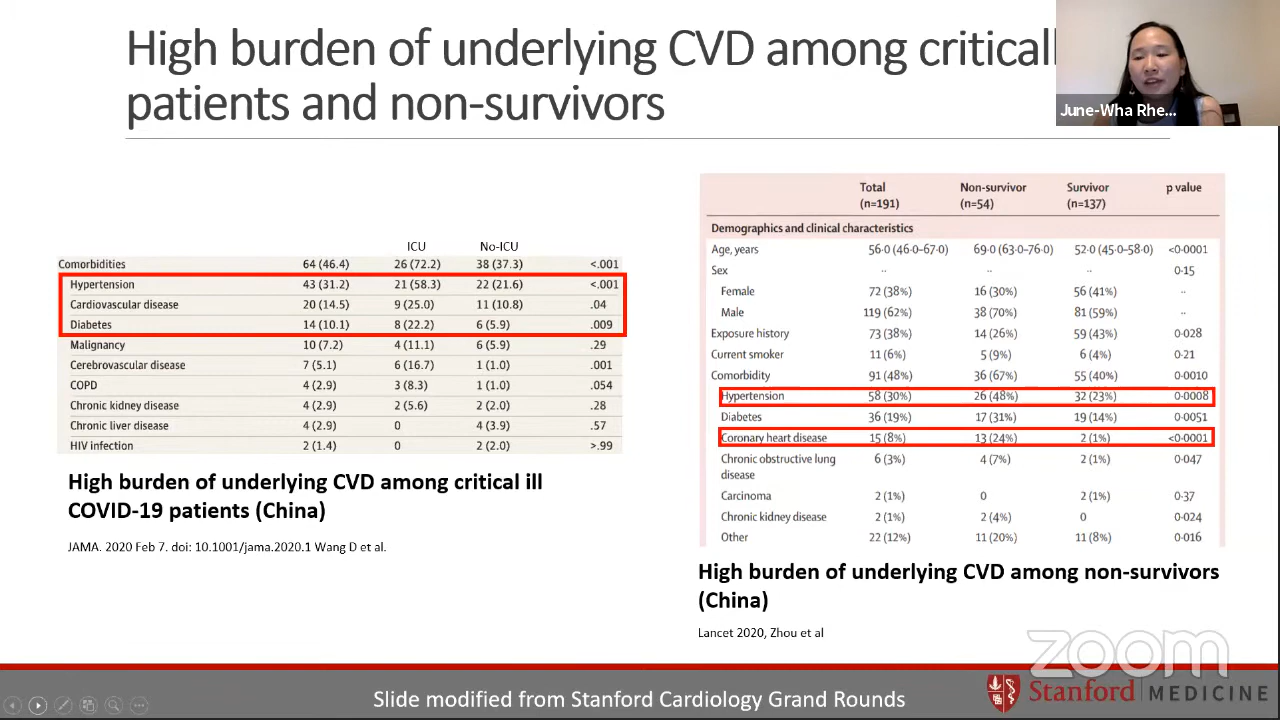 High burden of underlying CVD among critical
patients and non-survivors
June-Wha Rhe...
ICU No-ICU
Comorbidities 64 (46.4) 26 (72.2) 38 (37.3) <.001
Hypertension 43 (31.2) 21 (58.3) 22 (21.6) <.001
Cardiovascular disease 20 (14.5) 9 (25.0) 11 (10.8) .04
Diabetes 14 (10.1) 8 (22.2) 6 (5.9) .009
Malignancy 10 (7.2) 4 (11.1) 6 (5.9) .29
Cerebrovascular disease 7 (5.1) 6 (16.7) 1 (1.0) .001
COPD 4 (2.9) 3 (8.3) 1 (1.0) .054
Chronic kidney disease 4 (2.9) 2 (5.6) 2 (2.0) .28
Chronic liver disease 4 (2.9) 0 4 (3.9) .57
HIV infection 2 (1.4) 0 2 (2.0) >.99
High burden of underlying CVD among critical ill
COVID-19 patients (China)
JAMA. 2020 Feb 7. doi: 10.1001/jama.2020.1 Wang D et al.
Total Non-survivor Survivor p value
(n=191) (n=54) (n=137)
Demographics and clinical characteristics
Age, years 56·0 (46·0–67·0) 69·0 (63·0–76·0) 52·0 (45·0–58·0) <0·0001
Sex .. .. .. 0·15
Female 72 (38%) 16 (30%) 56 (41%) ..
Male 119 (62%) 38 (70%) 81 (59%) ..
Exposure history 73 (38%) 14 (26%) 59 (43%) 0·028
Current smoker 11 (6%) 5 (9%) 6 (4%) 0·21
Comorbidity 91 (48%) 36 (67%) 55 (40%) 0·0010
Hypertension 58 (30%) 26 (48%) 32 (23%) 0·0008
Diabetes 36 (19%) 17 (31%) 19 (14%) 0·0051
Coronary heart disease 15 (8%) 13 (24%) 2 (1%) <0·0001
Chronic obstructive lung 6 (3%) 4 (7%) 2 (1%) 0·047
disease
Carcinoma 2 (1%) 0 2 (1%) 0·37
Chronic kidney disease 2 (1%) 2 (4%) 0 0·024
Other 22 (12%) 11 (20%) 11 (8%) 0·016
High burden of underlying CVD among non-survivors
(China)
Lancet 2020, Zhou et al
zoom
Slide modified from Stanford Cardiology Grand Rounds
Stanford MEDICINE